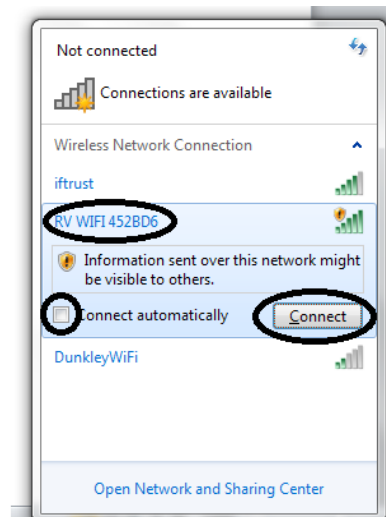 Not connected
Connections are available
Wireless Network Connection
iftrust
RV WIFI 452BD6
Information sent over this network might
be visible to others.
Connect automatically
Connect
DunkleyWiFi
Open Network and Sharing Center